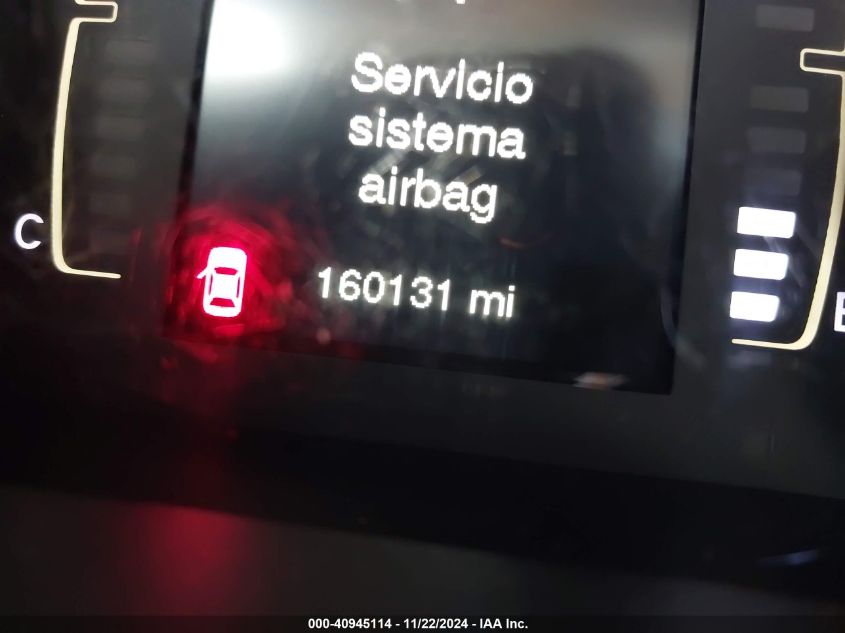 Servicio
sistema
airbag
C
160131 mi
E
000-40945114 - 11/22/2024 - IAA Inc.